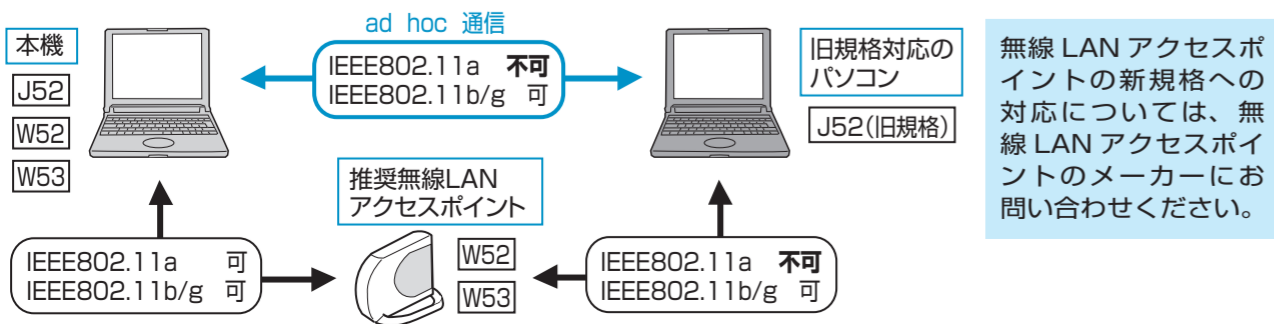 ad hoc 通信
本機
J52
W52
W53
IEEE802.11a 不可
IEEE802.11b/g 可
旧規格対応の
パソコン
J52(旧規格)
無線 LAN アクセスポ
イントの新規格への
対応については、無
線 LAN アクセスポイ
ントのメーカーにお
問い合わせください。
推奨無線LAN
アクセスポイント
W52
W53
IEEE802.11a 可
IEEE802.11b/g 可
IEEE802.11a 不可
IEEE802.11b/g 可